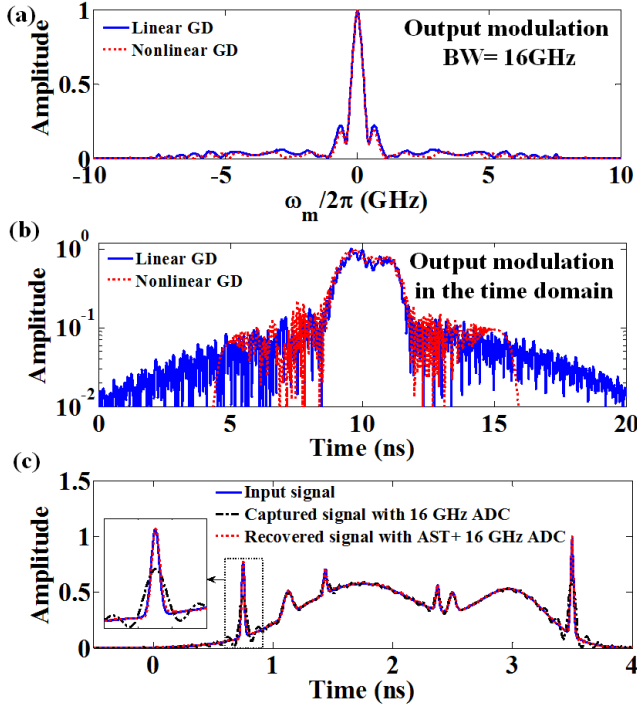 (a)
Linear GD
Nonlinear GD
Output modulation
BW= 16GHz
Amplitude
1
0.5
0
-10 -5 0 5 10
ω_m/2π (GHz)
(b)
Linear GD
Nonlinear GD
Output modulation
in the time domain
Amplitude
10^0
10^-1
10^-2
0 5 10 15 20
Time (ns)
(c)
Input signal
Captured signal with 16 GHz ADC
Recovered signal with AST+ 16 GHz ADC
Amplitude
1.5
1
0.5
0
0 1 2 3 4
Time (ns)